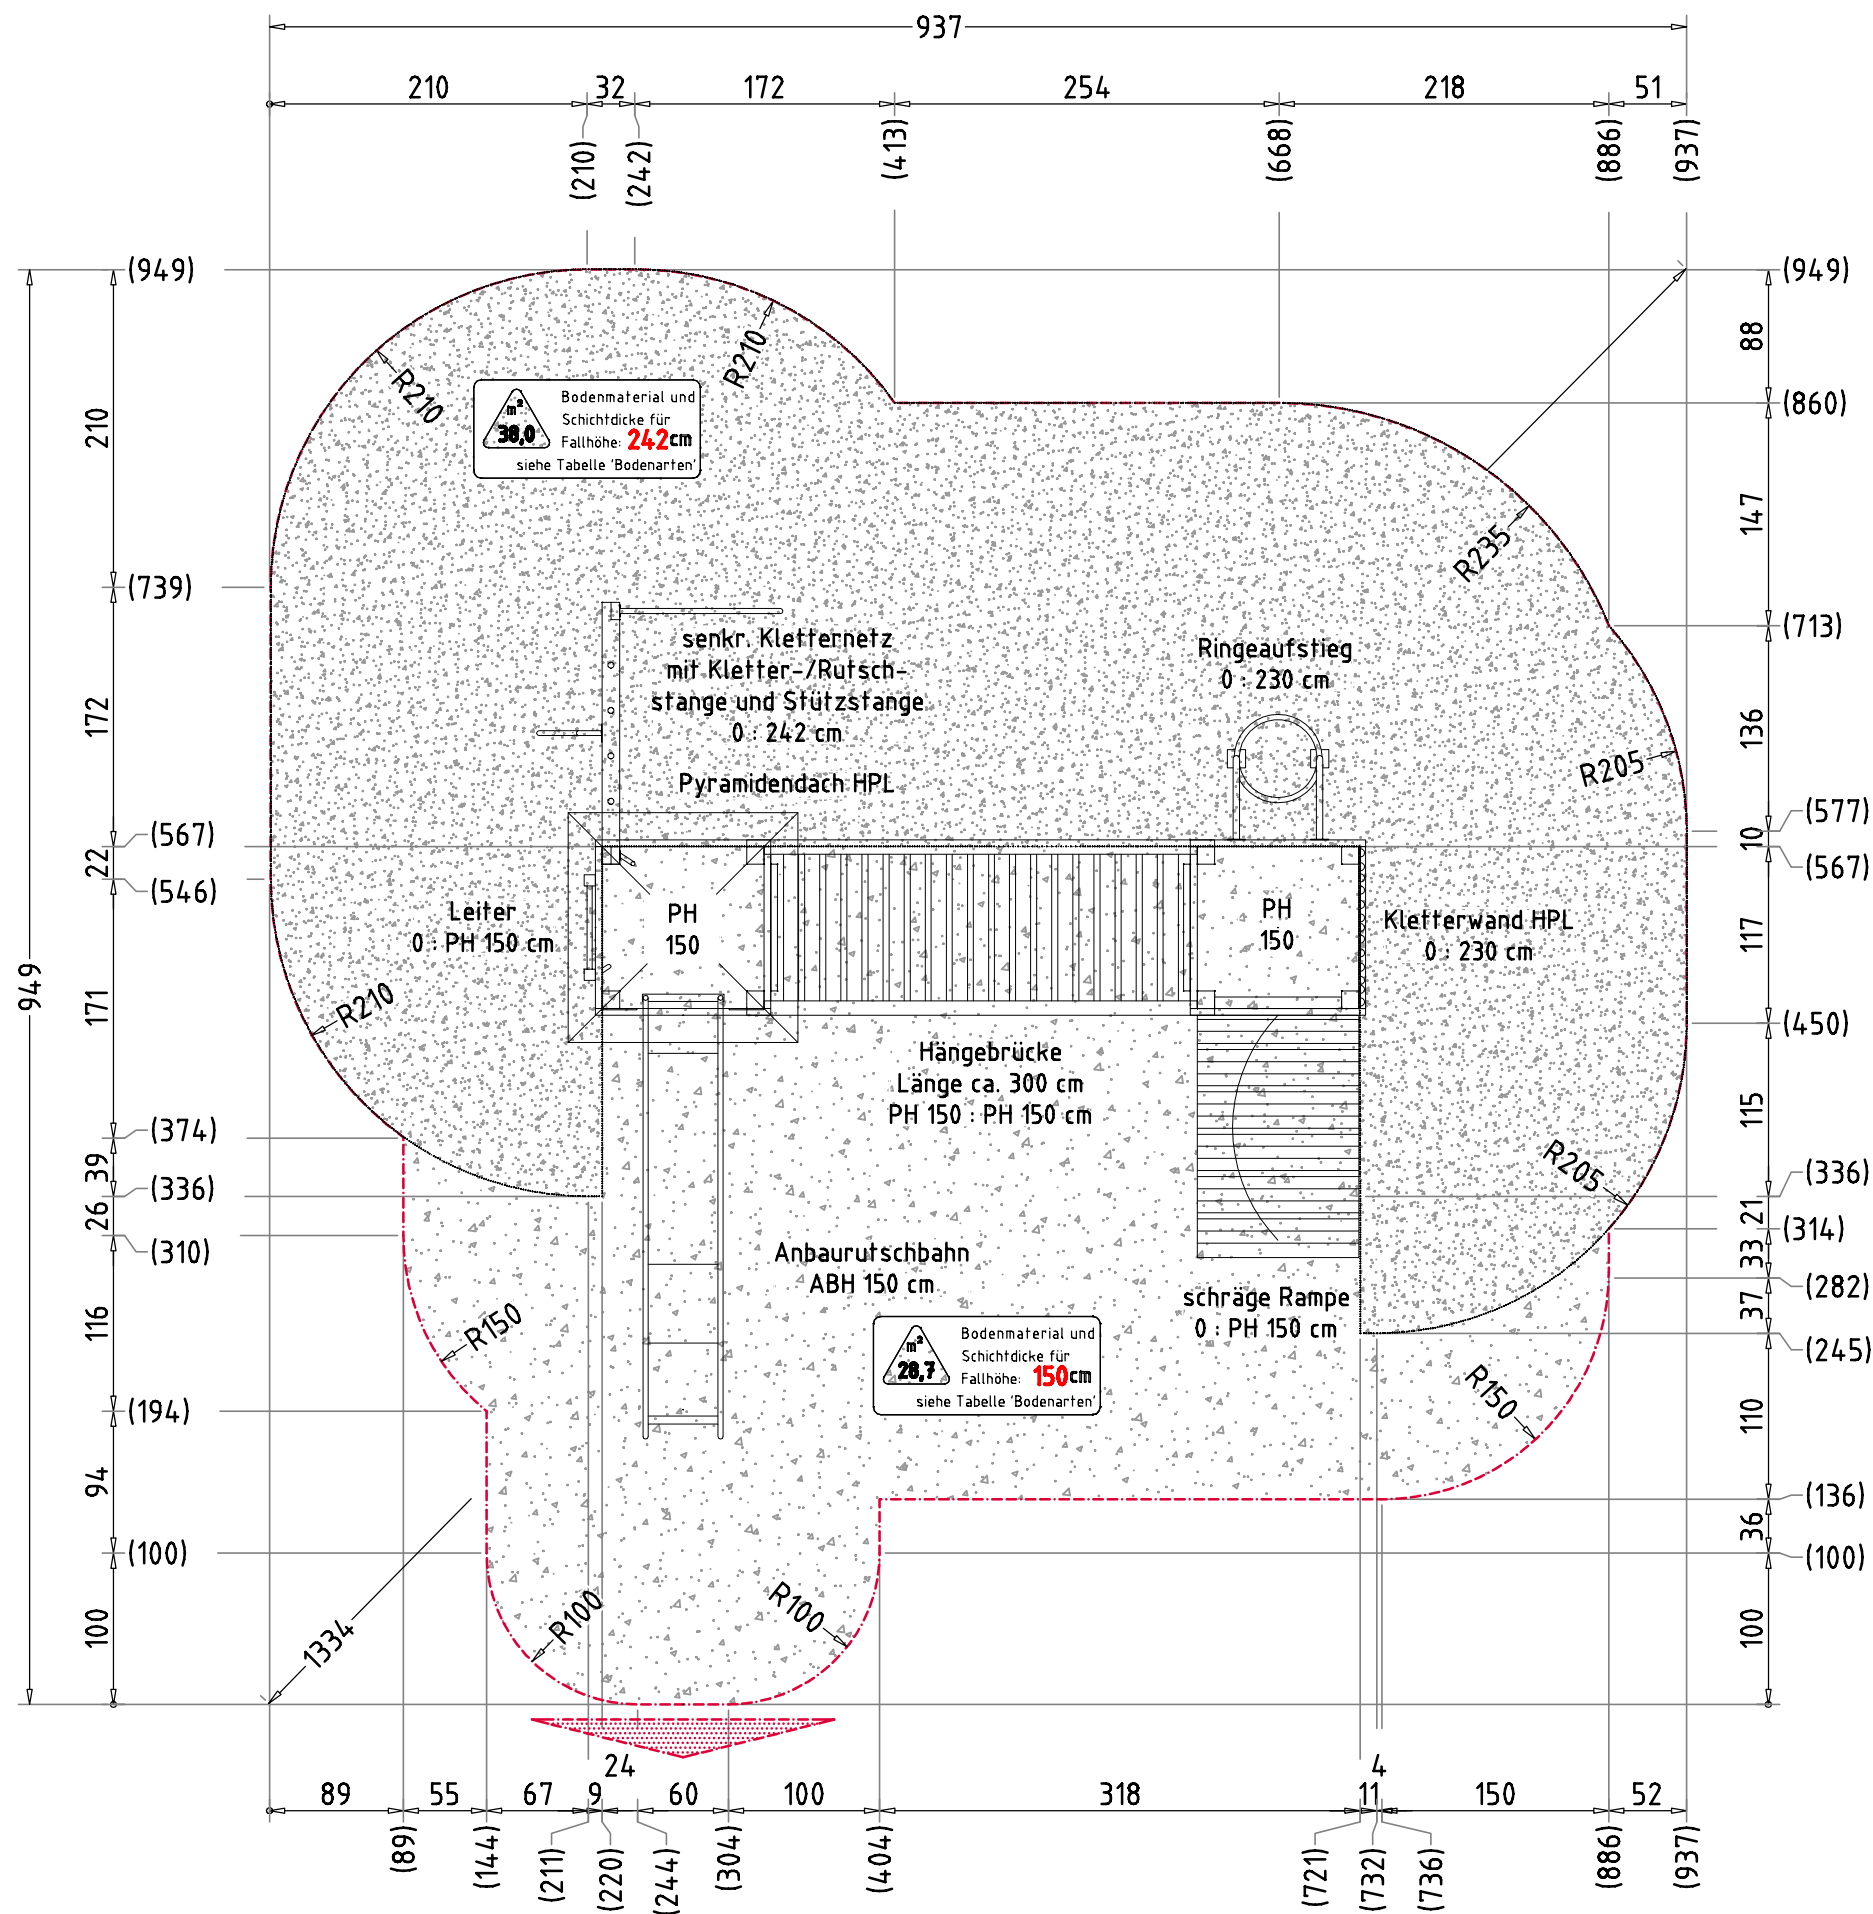 937
210 32 172 254 218 51
(210) (242) (413) (668) (886) (937)
(949) (949)
88
R210 R210
Bodenmaterial und
m² Schichtdicke für
38,0 Fallhöhe: 242cm
siehe Tabelle 'Bodenarten'
210
(860)
147
R235
(739)
(713)
senkr. Kletternetz
mit Kletter-/Rutsch-
stange und Stützstange
0 : 242 cm
Ringeaufstieg
0 : 230 cm
172
136
R205
Pyramidendach HPL
(577)
(567)
10
22
(567)
(546)
Leiter
0 : PH 150 cm
PH
150
PH
150
Kletterwand HPL
0 : 230 cm
117
949
171
R210
(450)
Hängebrücke
Länge ca. 300 cm
PH 150 : PH 150 cm
115
(374)
39
R205
(336)
(336)
26
21
(314)
(310)
33
Anbaurutschbahn
ABH 150 cm
(282)
schräge Rampe
0 : PH 150 cm
37
116
R150
(245)
Bodenmaterial und
m² Schichtdicke für
28,7 Fallhöhe: 150cm
siehe Tabelle 'Bodenarten'
R150
110
(194)
94
(136)
36
(100)
(100)
R100 R100
100
100
1334
24 4
89 55 67 9 60 100 318 11 150 52
(89) (144) (211) (220) (244) (304) (404) (721) (732) (736) (886) (937)